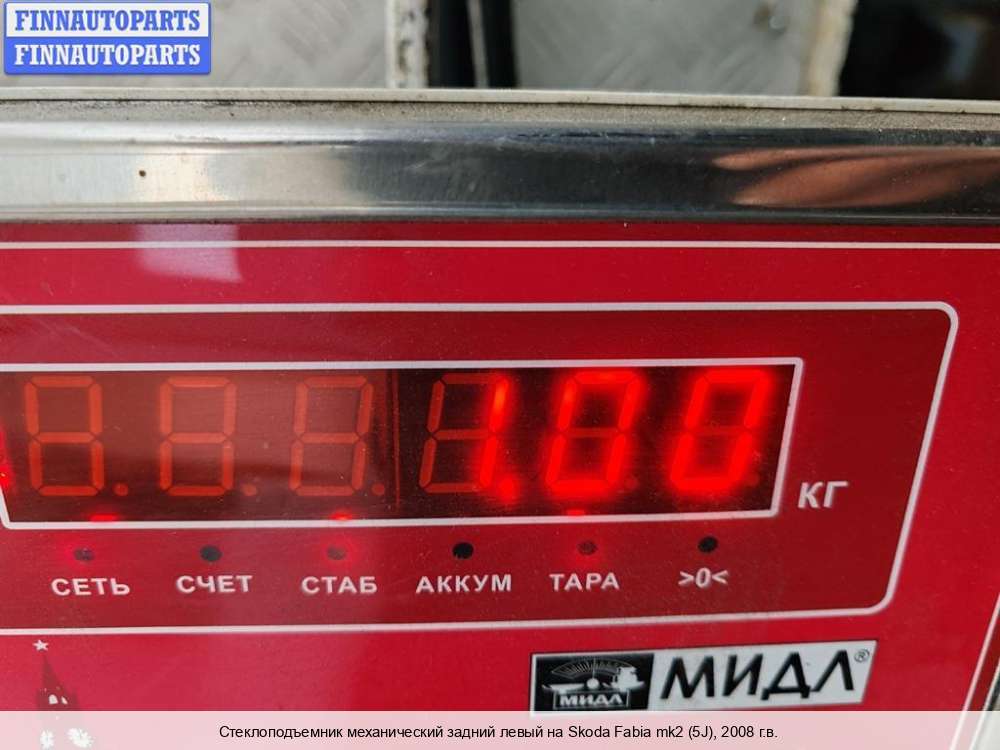 FINNAUTOPARTS
FINNAUTOPARTS
1.00
КГ
СЕТЬ СЧЕТ СТАБ АККУМ ТАРА >0<
МИДЛ МИДЛ®
Стеклоподъемник механический задний левый на Skoda Fabia mk2 (5J), 2008 г.в.